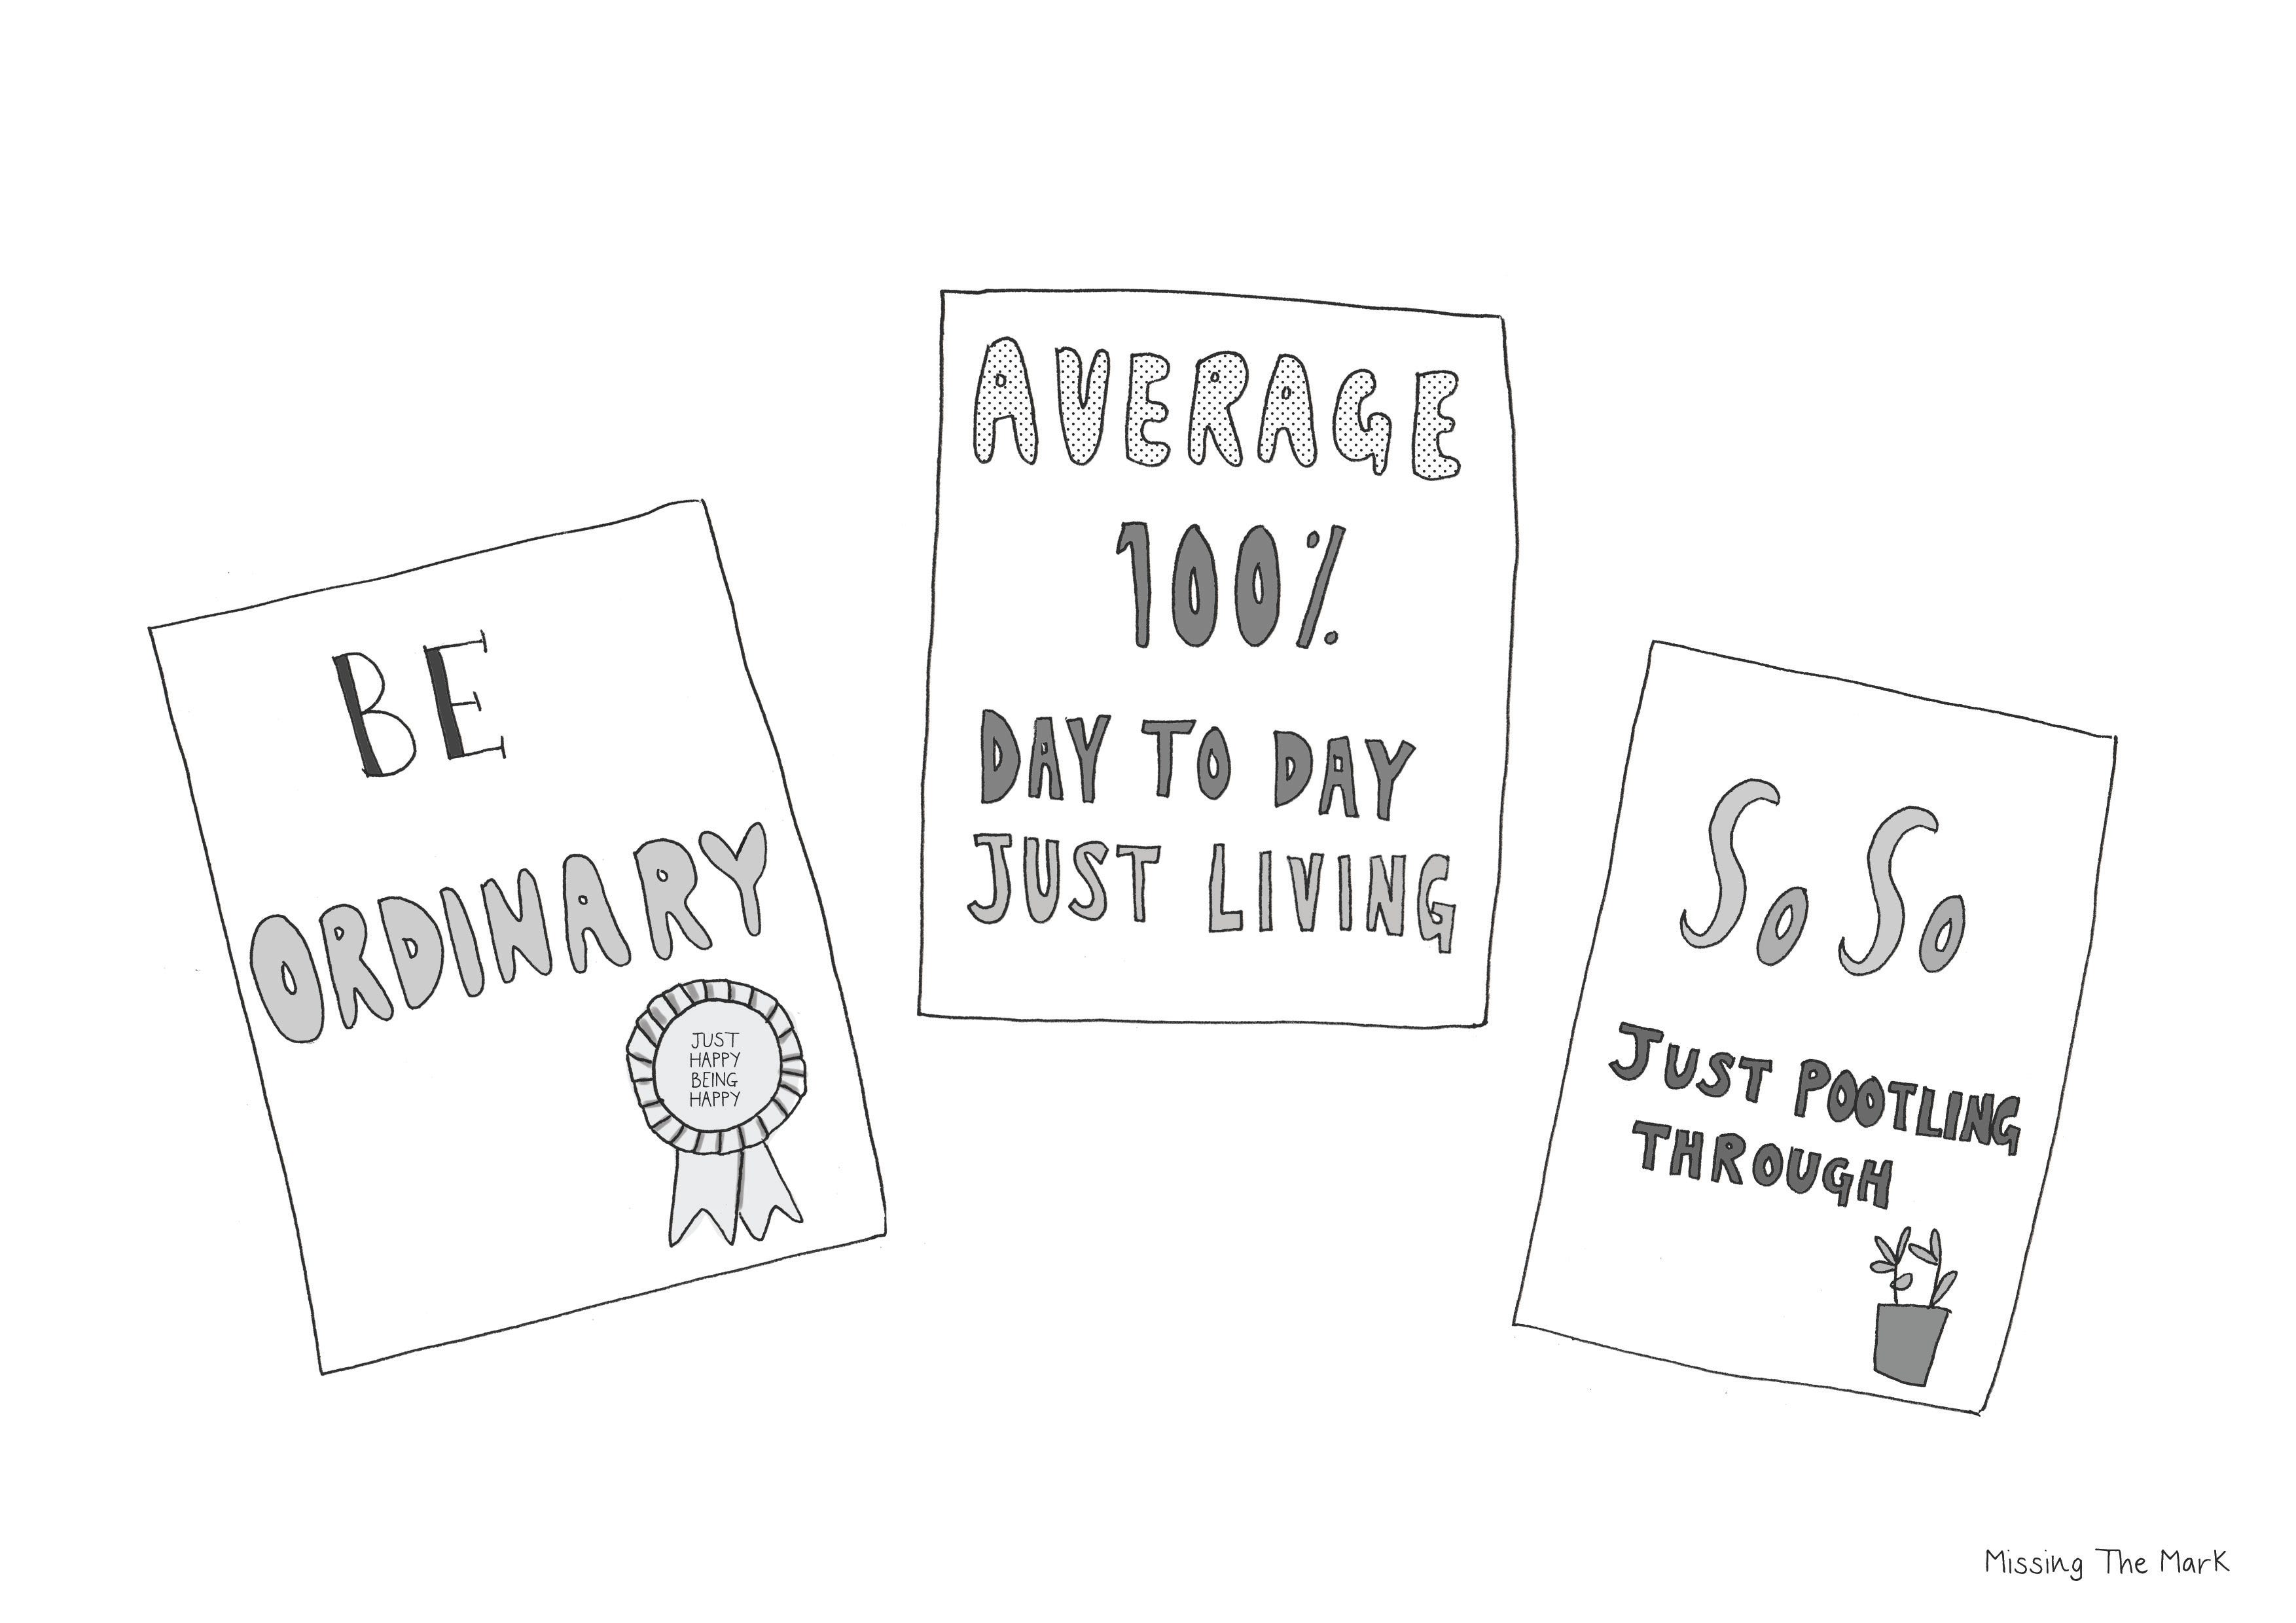 BE
ORDINARY
JUST
HAPPY
BEING
HAPPY
AVERAGE
100%
DAY TO DAY
JUST LIVING
So So
JUST POOTLING
THROUGH
Missing The Mark